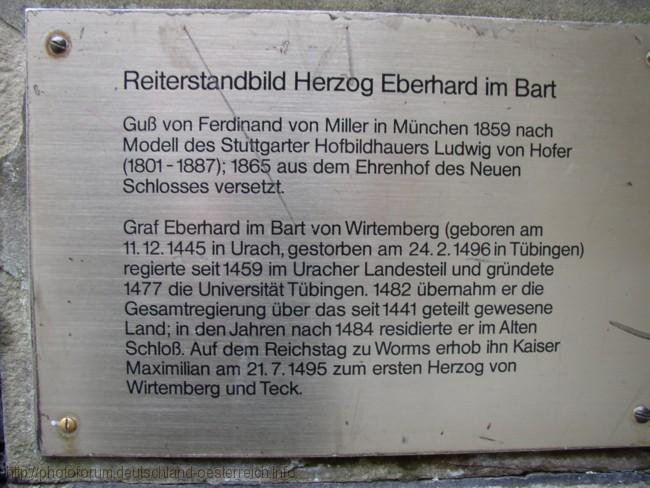 Reiterstandbild Herzog Eberhard im Bart
Guß von Ferdinand von Miller in München 1859 nach
Modell des Stuttgarter Hofbildhauers Ludwig von Hofer
(1801 - 1887); 1865 aus dem Ehrenhof des Neuen
Schlosses versetzt.
Graf Eberhard im Bart von Wirtemberg (geboren am
11. 12. 1445 in Urach, gestorben am 24. 2. 1496 in Tübingen)
regierte seit 1459 im Uracher Landesteil und gründete
1477 die Universität Tübingen. 1482 übernahm er die
Gesamtregierung über das seit 1441 geteilt gewesene
Land; in den Jahren nach 1484 residierte er im Alten
Schloß. Auf dem Reichstag zu Worms erhob ihn Kaiser
Maximilian am 21. 7. 1495 zum ersten Herzog von
Wirtemberg und Teck.
http://photoforum.deutschland-oesterreich.info